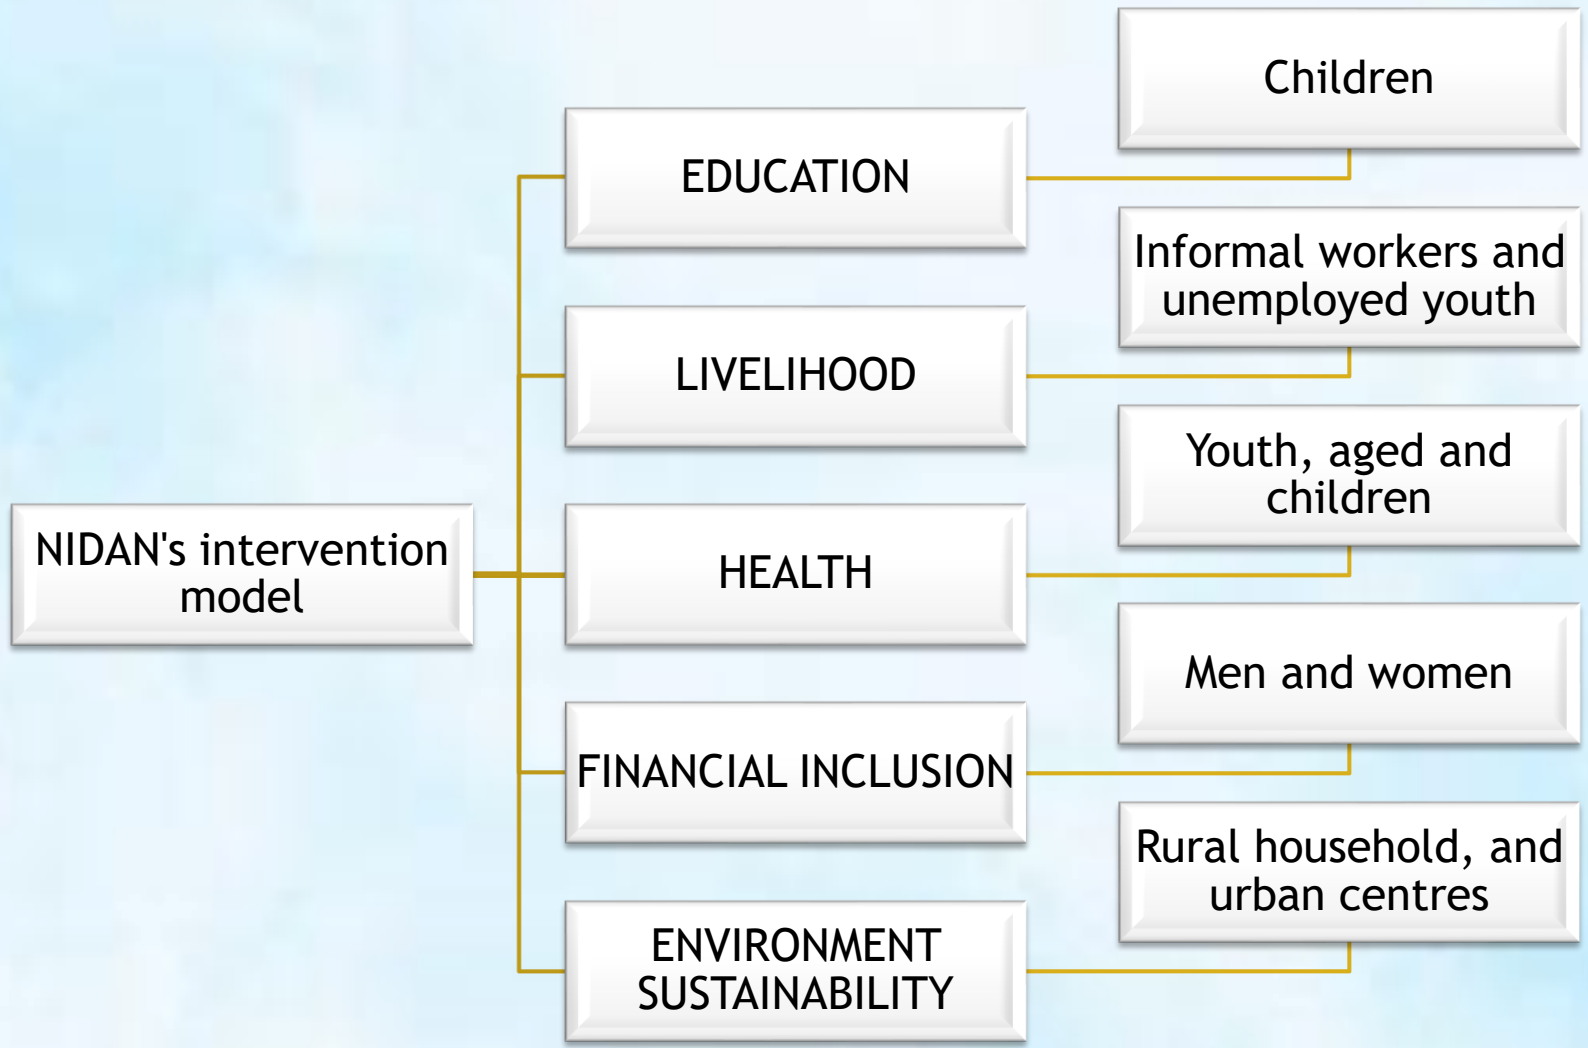 NIDAN's intervention
model
EDUCATION
Children
LIVELIHOOD
Informal workers and
unemployed youth
HEALTH
Youth, aged and
children
FINANCIAL INCLUSION
Men and women
ENVIRONMENT
SUSTAINABILITY
Rural household, and
urban centres